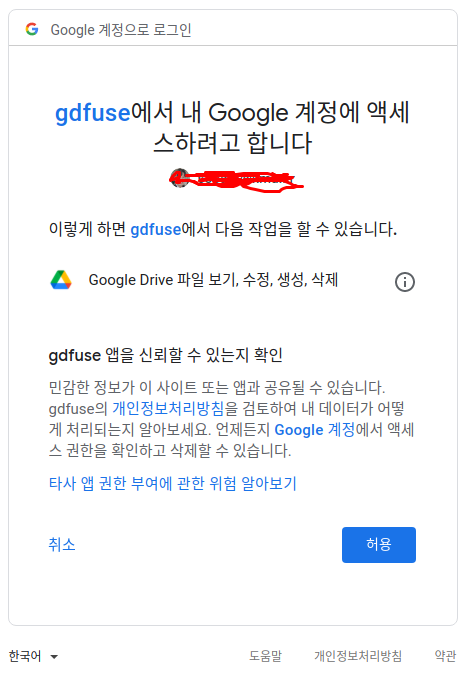 Google 계정으로 로그인
gdfuse에서 내 Google 계정에 액세
스하려고 합니다
이렇게 하면 gdfuse에서 다음 작업을 할 수 있습니다.
Google Drive 파일 보기, 수정, 생성, 삭제
gdfuse 앱을 신뢰할 수 있는지 확인
민감한 정보가 이 사이트 또는 앱과 공유될 수 있습니다.
gdfuse의 개인정보처리방침을 검토하여 내 데이터가 어떻
게 처리되는지 알아보세요. 언제든지 Google 계정에서 액세
스 권한을 확인하고 삭제할 수 있습니다.
타사 앱 권한 부여에 관한 위험 알아보기
취소
허용
한국어
도움말
개인정보처리방침
약관